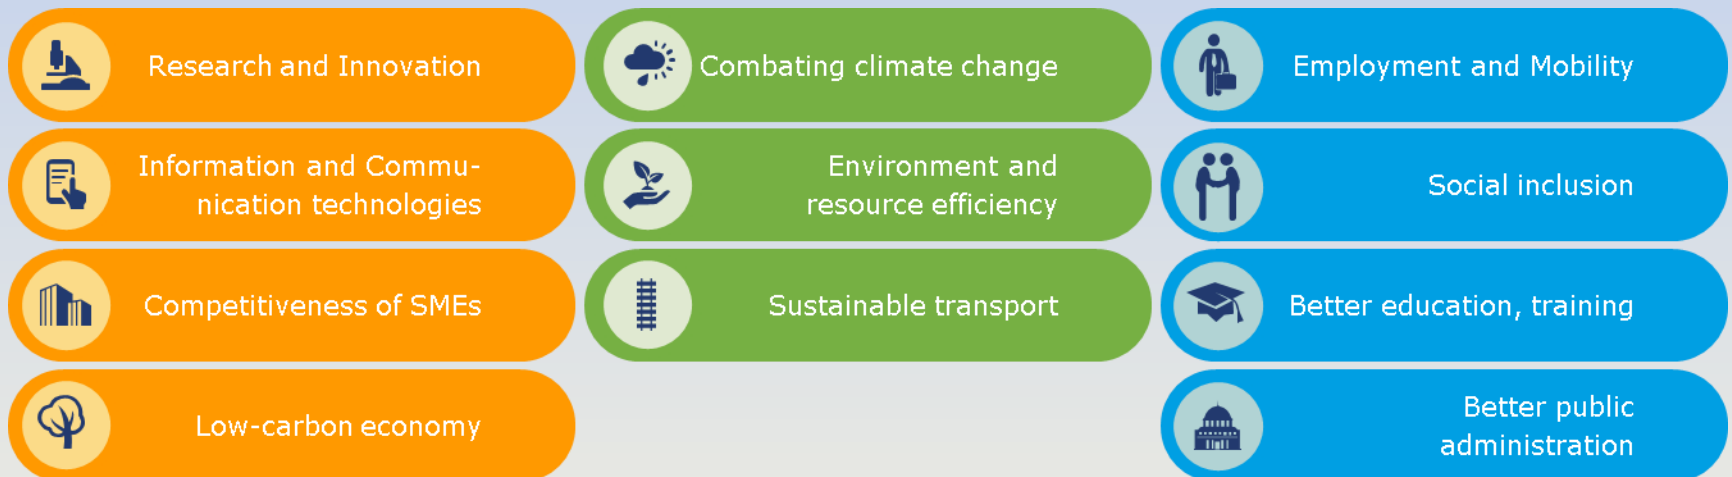 Research and Innovation
Information and Commu-
nication technologies
Competitiveness of SMEs
Low-carbon economy
Combating climate change
Environment and
resource efficiency
Sustainable transport
Employment and Mobility
Social inclusion
Better education, training
Better public
administration